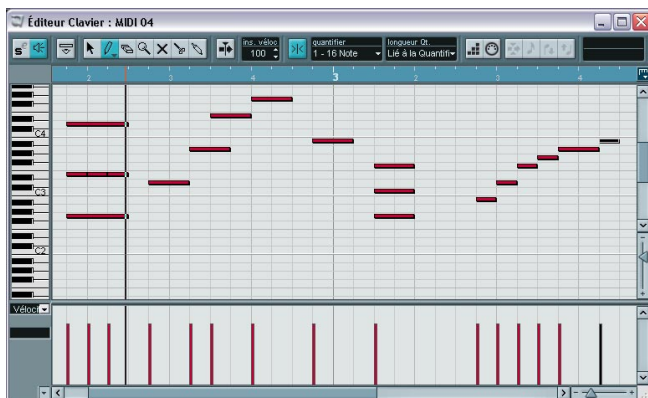 Éditeur Clavier : MIDI 04
ins. véloc quantifier longueur Qt.
100 1 - 16 Note Lié à la Quantifi
2 3 4 3 2 3 4
C4
C3
C2
Véloci